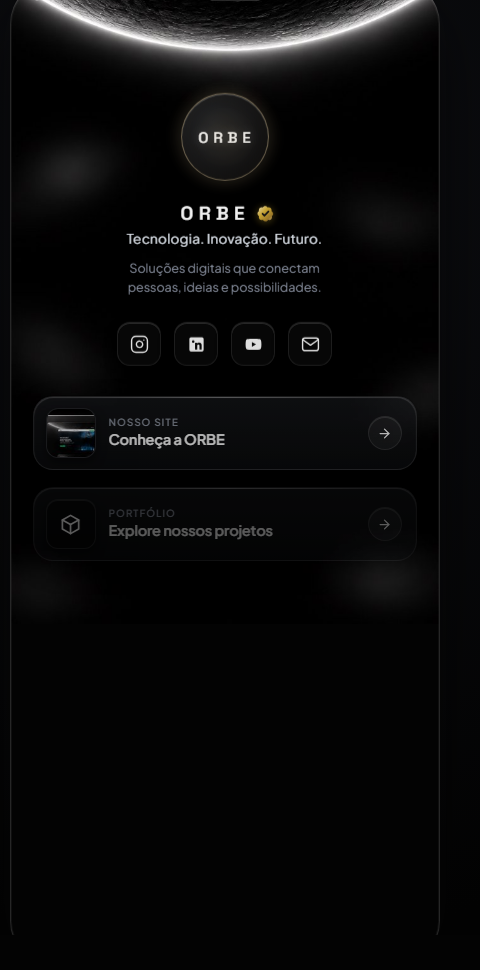 ORBE
ORBE
Tecnologia. Inovação. Futuro.
Soluções digitais que conectam
pessoas, ideias e possibilidades.
NOSSO SITE
Conheça a ORBE
PORTFÓLIO
Explore nossos projetos